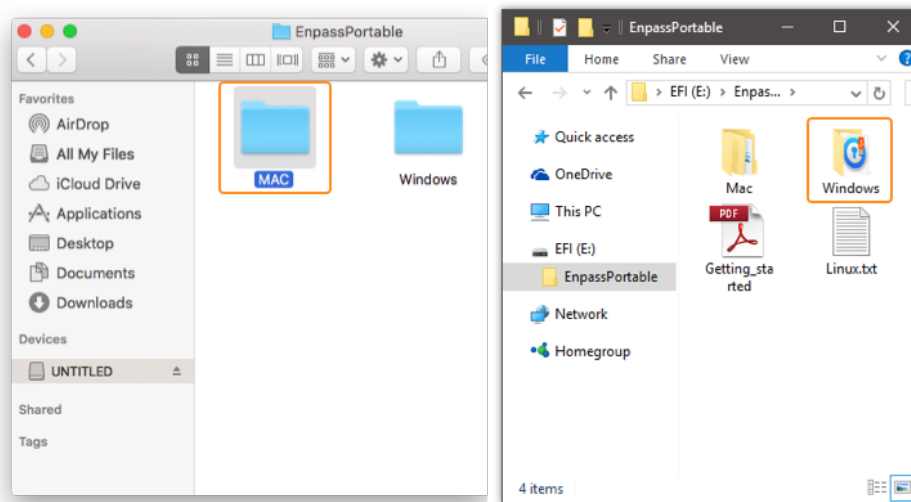 EnpassPortable
Favorites
AirDrop
All My Files
iCloud Drive
Applications
Desktop
Documents
Downloads
Devices
UNTITLED
Shared
Tags
MAC
Windows
EnpassPortable
File Home Share View
EFI (E:) Enpas...
Quick access
OneDrive
This PC
EFI (E:)
EnpassPortable
Network
Homegroup
Mac
Windows
PDF
Getting_sta
rted
Linux.txt
4 items